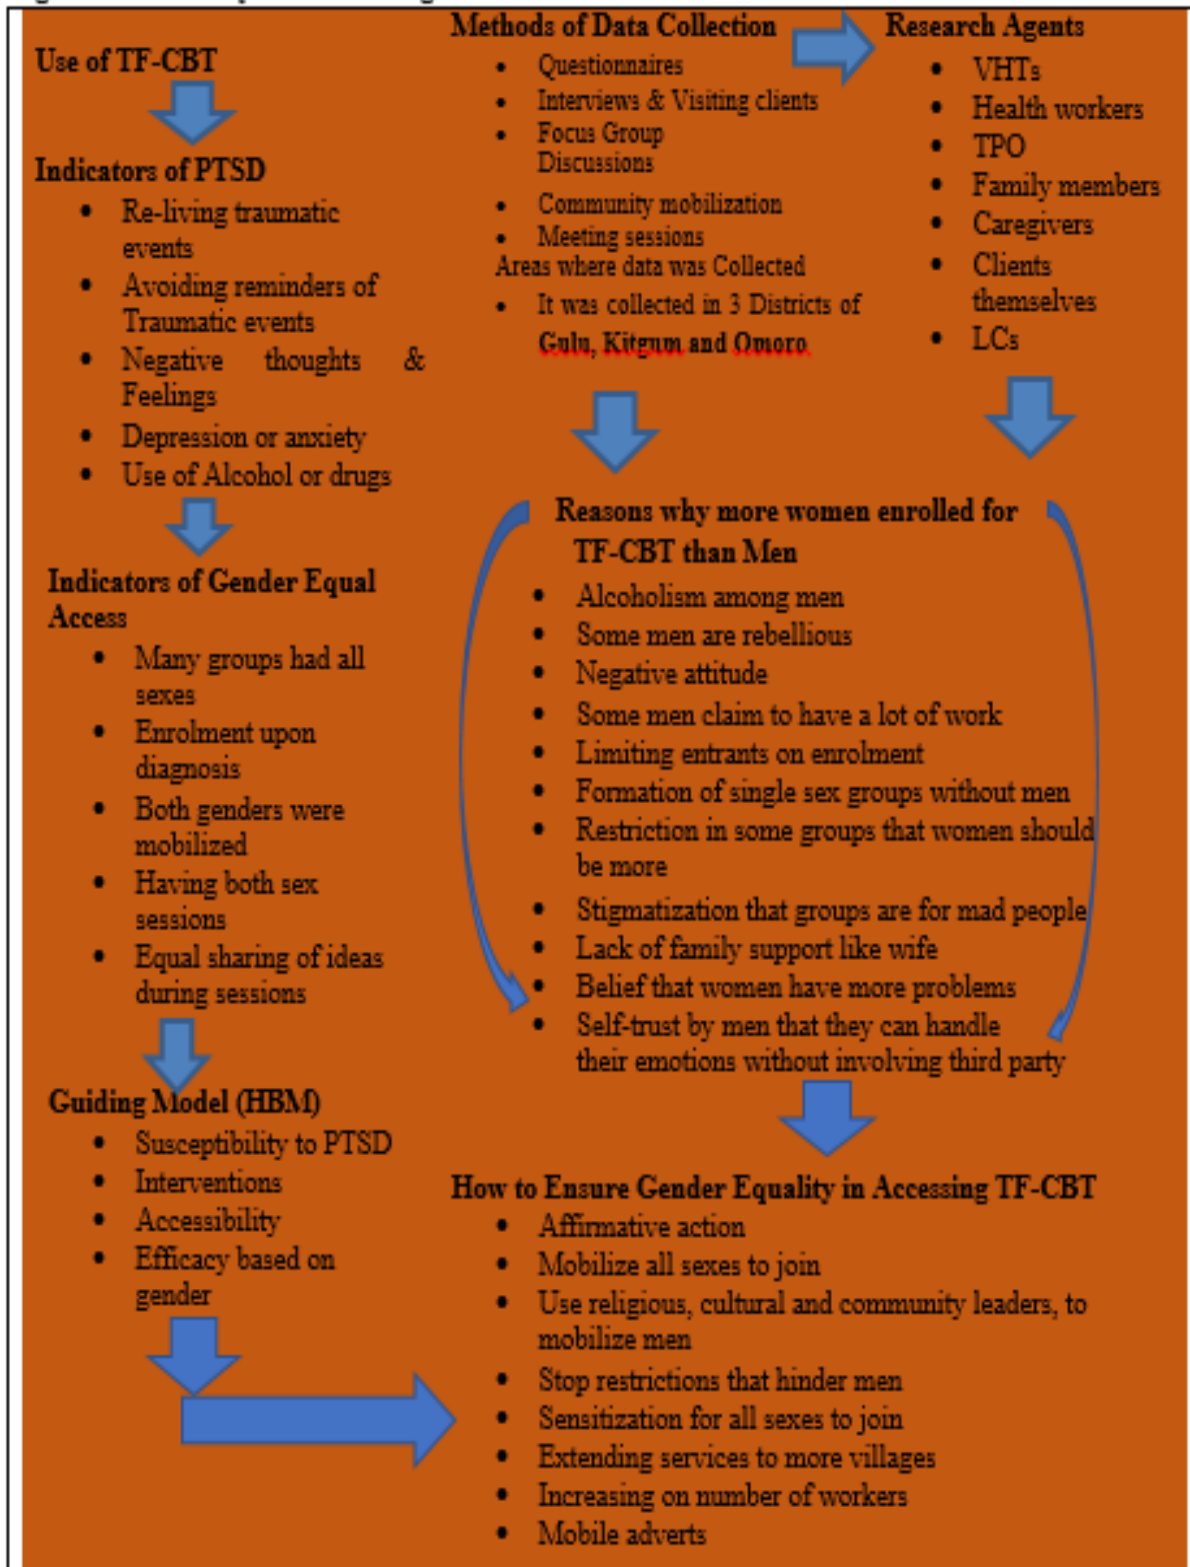 Use of TF-CBT
Indicators of PTSD
• Re-living traumatic
events
• Avoiding reminders of
Traumatic events
• Negative thoughts &
Feelings
• Depression or anxiety
• Use of Alcohol or drugs
Indicators of Gender Equal
Access
• Many groups had all
sexes
• Enrolment upon
diagnosis
• Both genders were
mobilized
• Having both sex
sessions
• Equal sharing of ideas
during sessions
Guiding Model (HBM)
• Susceptibility to PTSD
• Interventions
• Accessibility
• Efficacy based on
gender
Methods of Data Collection
• Questionnaires
• Interviews & Visiting clients
• Focus Group
Discussions
• Community mobilization
• Meeting sessions
Areas where data was Collected
• It was collected in 3 Districts of
Gulu, Kitgum and Omoro
Research Agents
• VHTs
• Health workers
• TPO
• Family members
• Caregivers
• Clients
themselves
• LCs
Reasons why more women enrolled for
TF-CBT than Men
• Alcoholism among men
• Some men are rebellious
• Negative attitude
• Some men claim to have a lot of work
• Limiting entrants on enrolment
• Formation of single sex groups without men
• Restriction in some groups that women should
be more
• Stigmatization that groups are for mad people
• Lack of family support like wife
• Belief that women have more problems
• Self-trust by men that they can handle
their emotions without involving third party
How to Ensure Gender Equality in Accessing TF-CBT
• Affirmative action
• Mobilize all sexes to join
• Use religious, cultural and community leaders, to
mobilize men
• Stop restrictions that hinder men
• Sensitization for all sexes to join
• Extending services to more villages
• Increasing on number of workers
• Mobile adverts